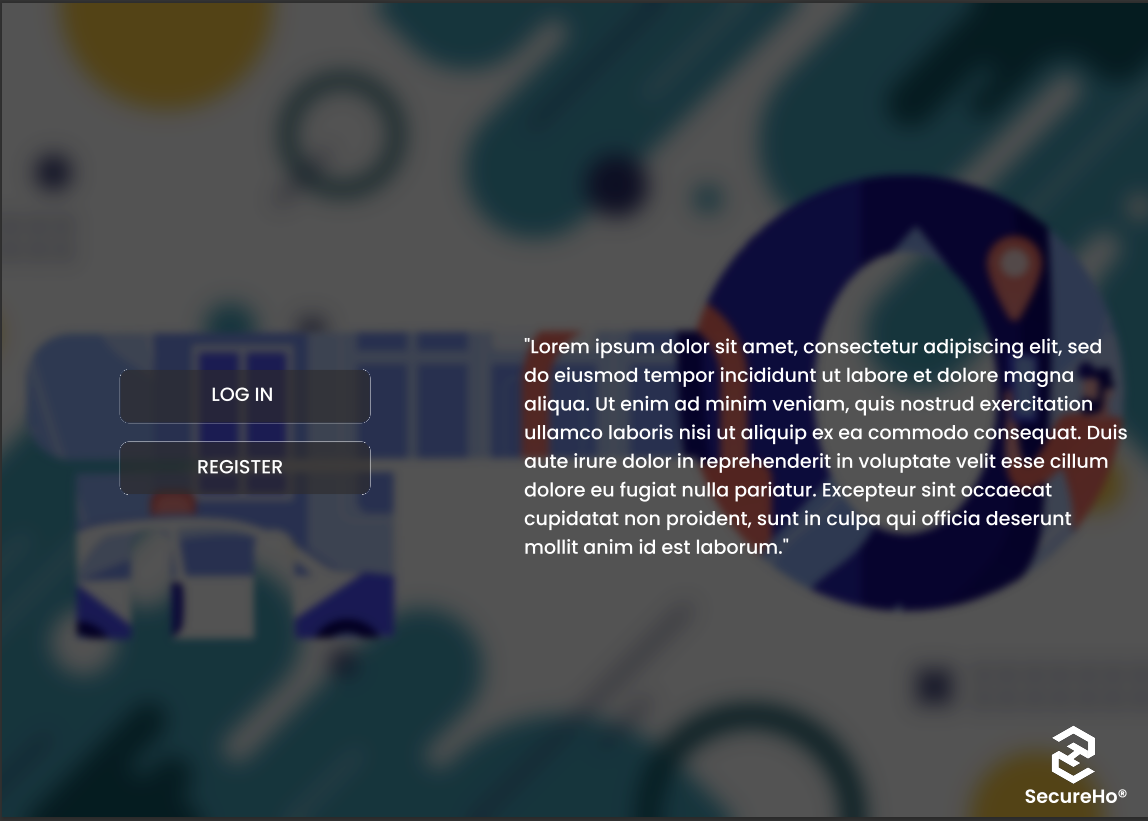 LOG IN
REGISTER
"Lorem ipsum dolor sit amet, consectetur adipiscing elit, sed
do eiusmod tempor incididunt ut labore et dolore magna
aliqua. Ut enim ad minim veniam, quis nostrud exercitation
ullamco laboris nisi ut aliquip ex ea commodo consequat. Duis
aute irure dolor in reprehenderit in voluptate velit esse cillum
dolore eu fugiat nulla pariatur. Excepteur sint occaecat
cupidatat non proident, sunt in culpa qui officia deserunt
mollit anim id est laborum."
SecureHo®